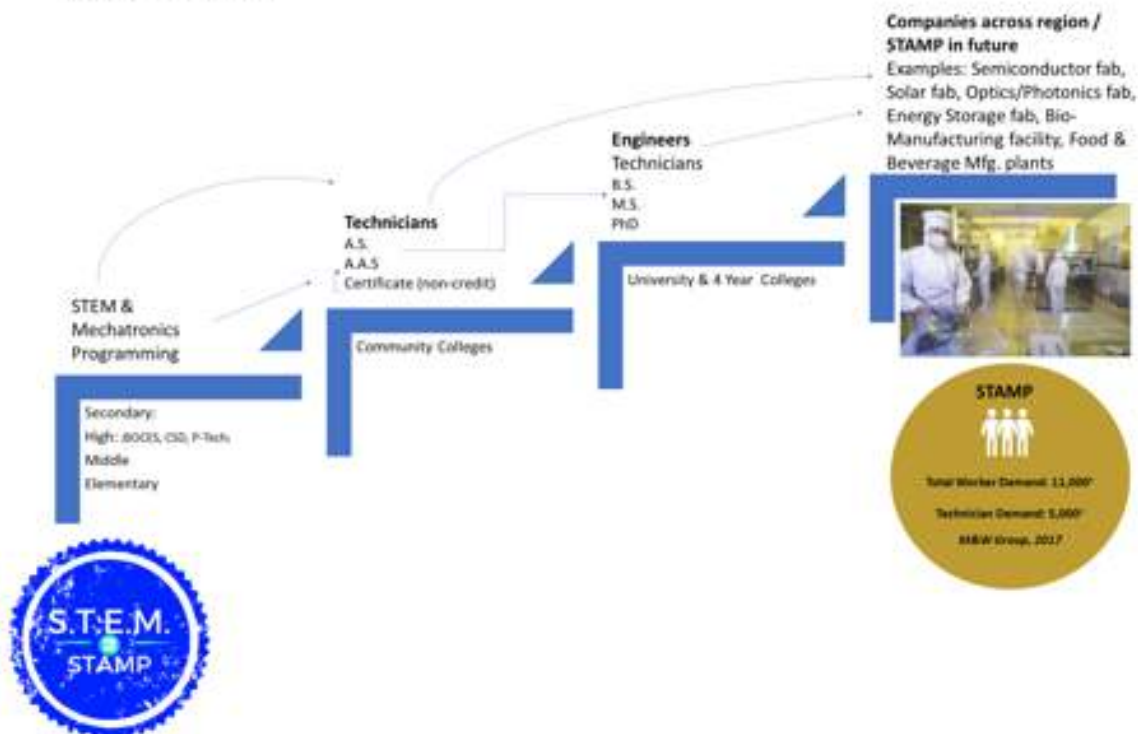 Companies across region /
STAMP in future
Examples: Semiconductor fab,
Solar fab, Optics/Photonics fab,
Energy Storage fab, Bio-
Manufacturing facility, Food &
Beverage Mfg. plants
Engineers
Technicians
B.S.
M.S.
PhD
University & 4 Year Colleges
Technicians
A.S.
A.A.S
Certificate (non-credit)
Community Colleges
STEM &
Mechatronics
Programming
Secondary:
High: BOCES, CSD, P-Tech
Middle
Elementary
STAMP
Total Worker Demand: 11,000
Technician Demand: 5,000
Group, 2017
S.T.E.M.
STAMP